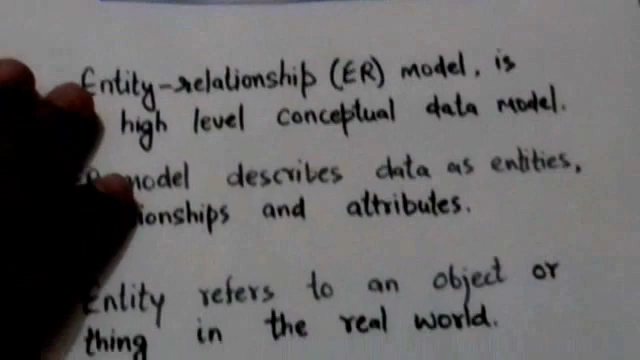 Entity-relationship (ER) model, is
high level conceptual data model.
model describes data as entities,
and attributes.
Entity refers to an object or
thing in the real world.